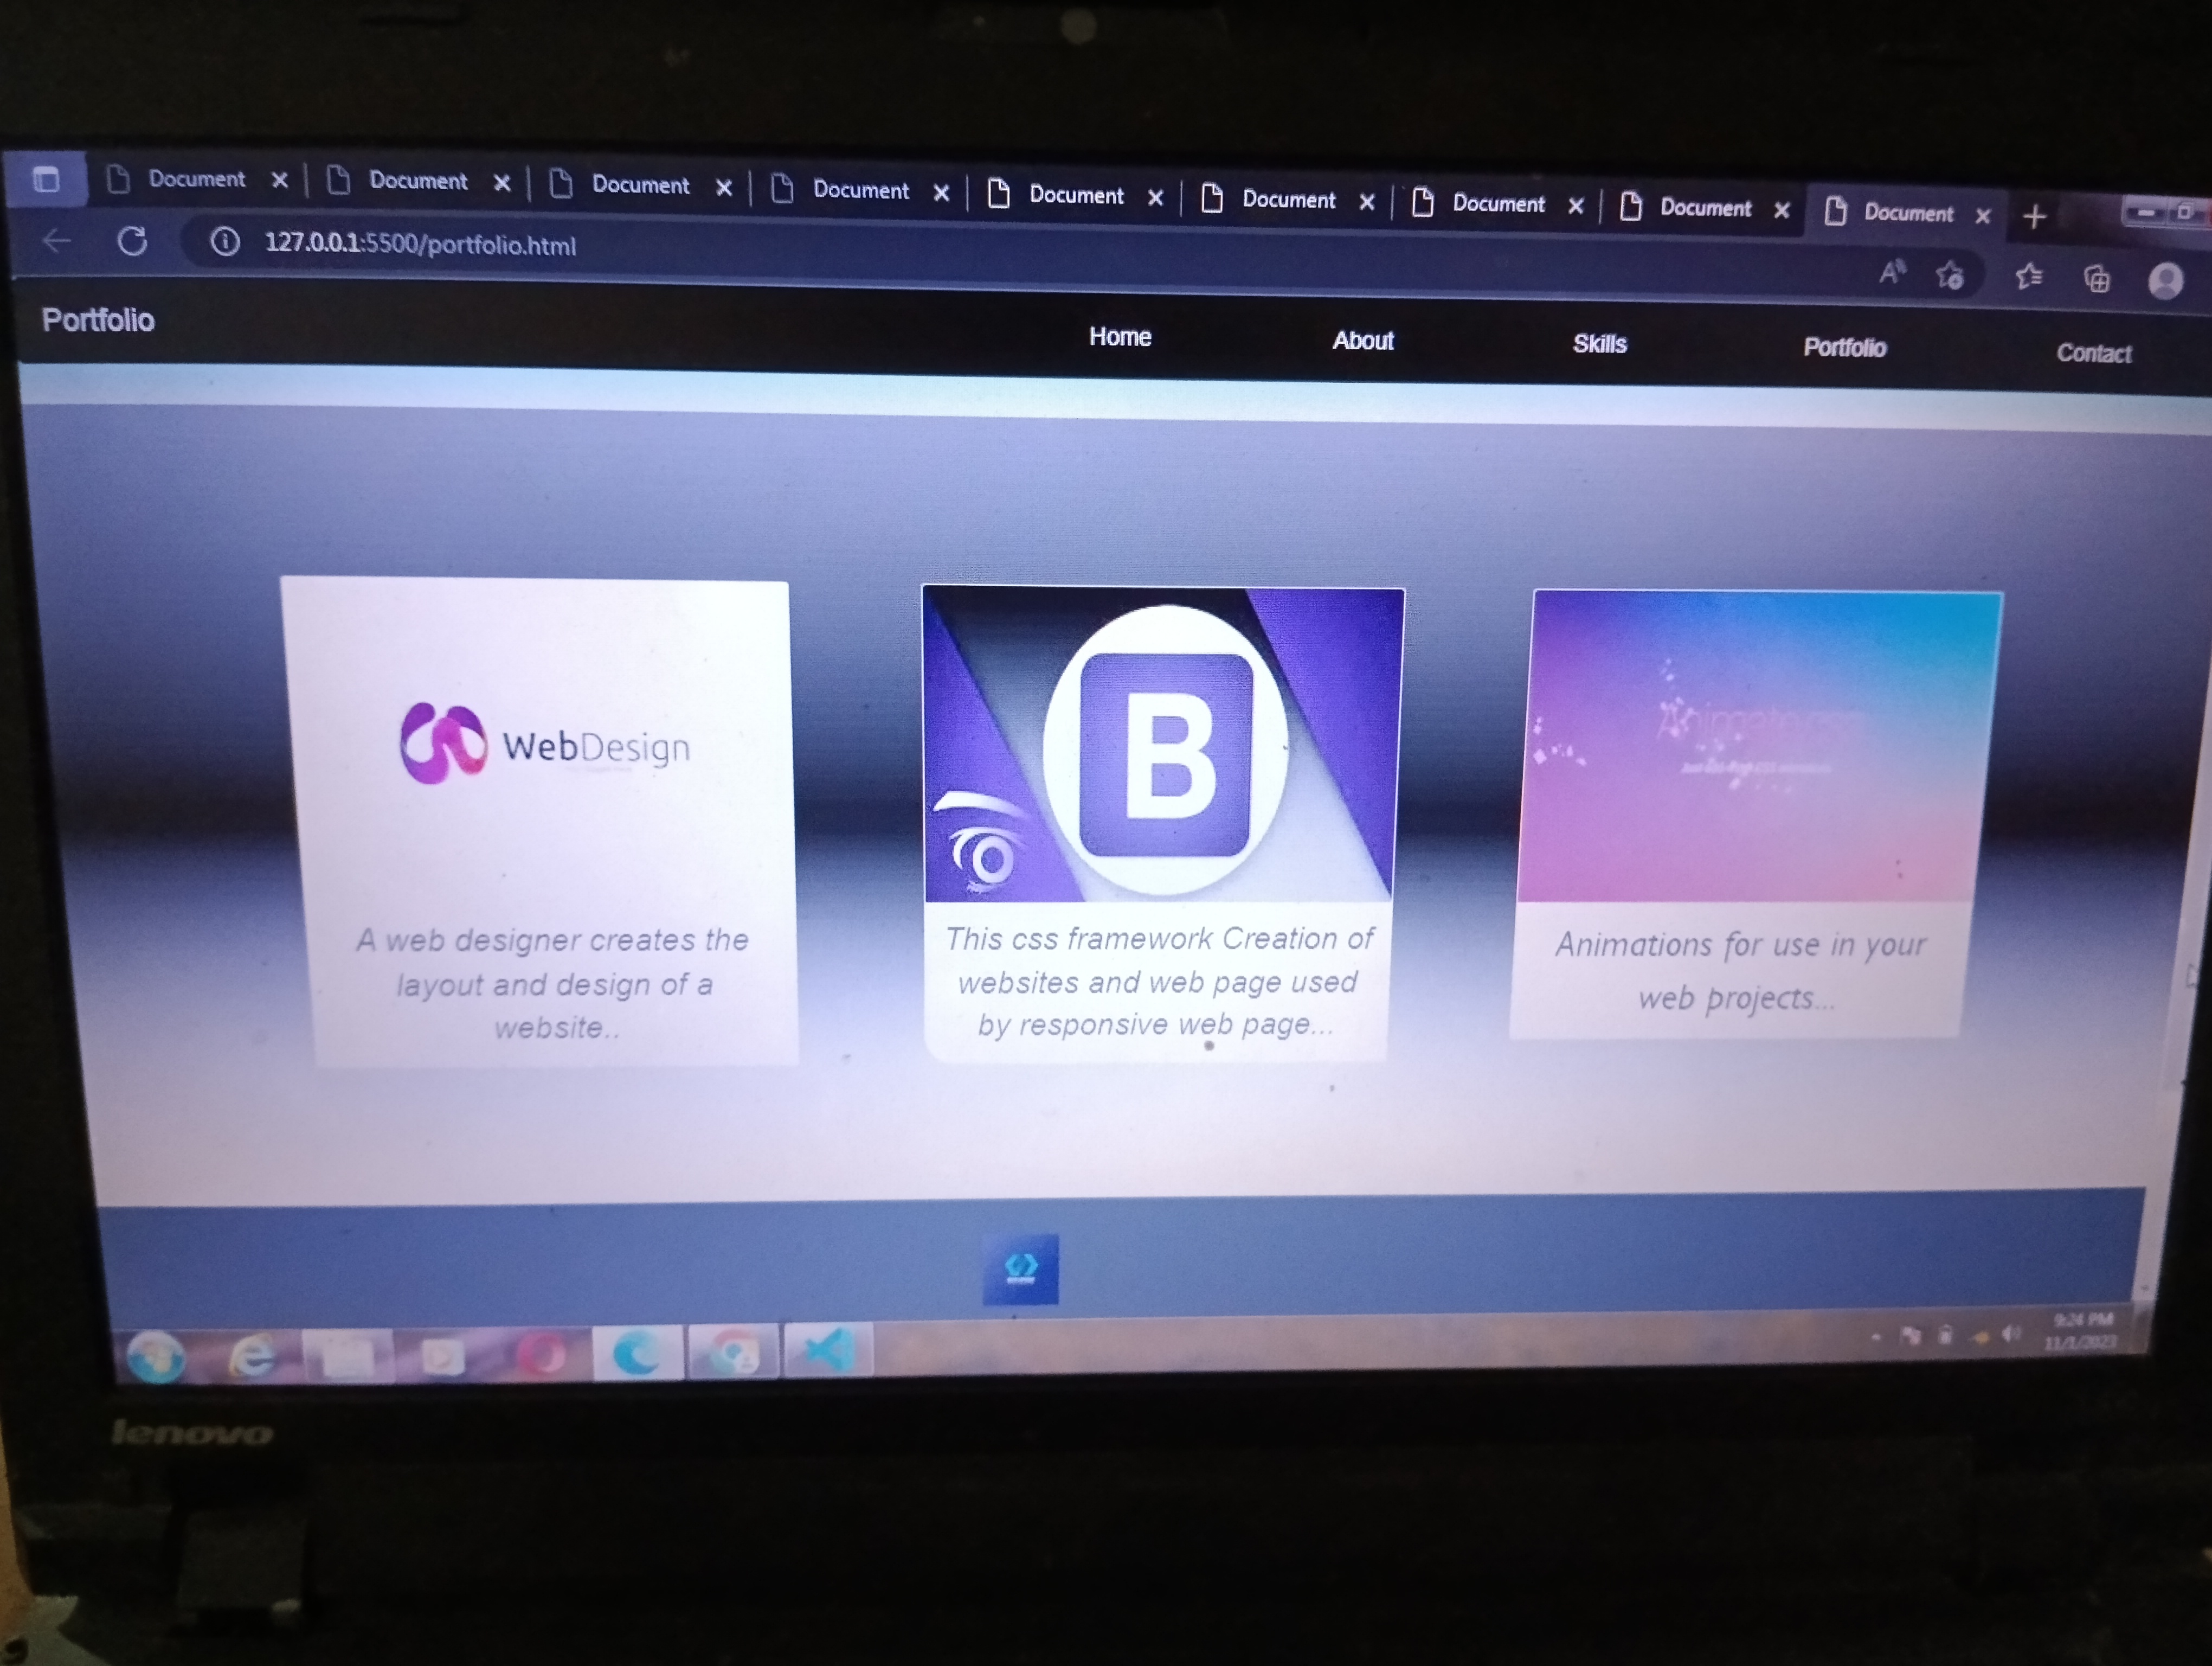 Document
Document
Document
Document
Document
Document
Document
Document
Document
127.0.0.1:5500/portfolio.html
Portfolio
Home
About
Skills
Portfolio
Contact
WebDesign
A web designer creates the
layout and design of a
website..
B
This css framework Creation of
websites and web page used
by responsive web page...
Animations for use in your
web projects...
9:24 PM
11/1/2023
lenovo